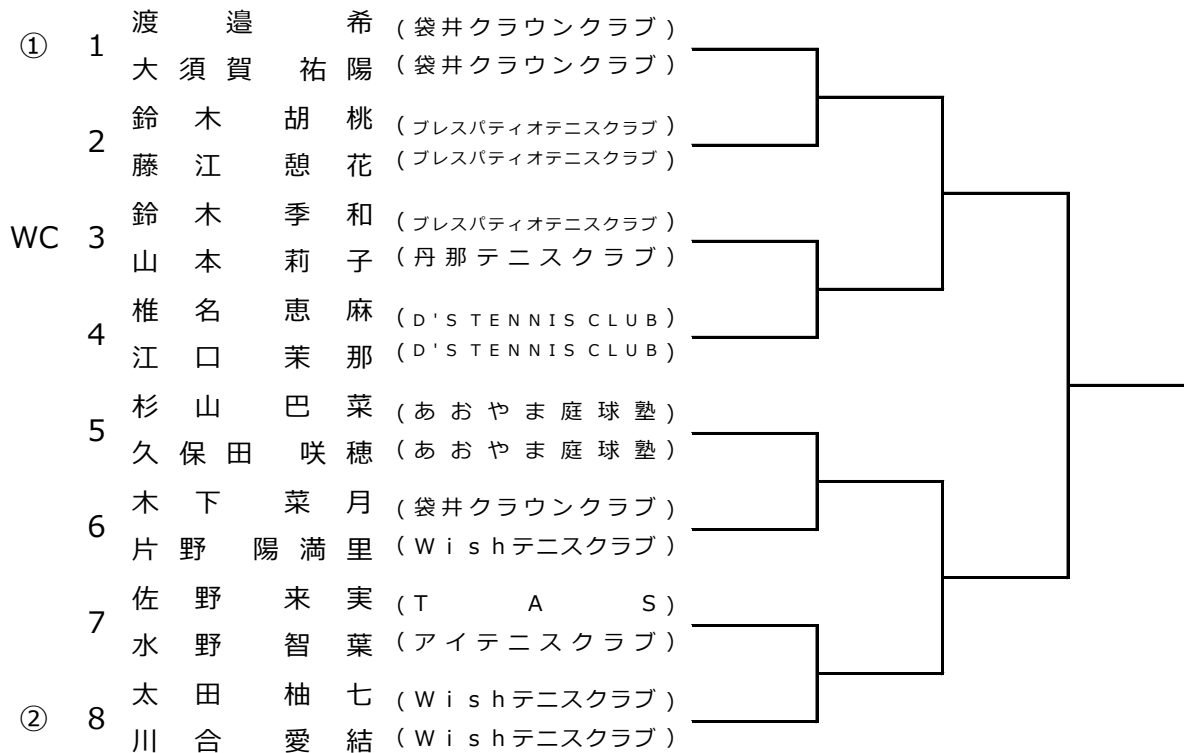 ① 1 渡邉 希 (袋井クラウンクラブ)
大須賀 祐陽 (袋井クラウンクラブ)
2 鈴木 胡桃 (ブレスパティオテニスクラブ)
藤江 憩花 (ブレスパティオテニスクラブ)
WC 3 鈴木 季和 (ブレスパティオテニスクラブ)
山本 莉子 (丹那テニスクラブ)
4 椎名 恵麻 (D'S TENNIS CLUB)
江口 茉那 (D'S TENNIS CLUB)
5 杉山 巴菜 (あおやま庭球塾)
久保田 咲穂 (あおやま庭球塾)
6 木下 菜月 (袋井クラウンクラブ)
片野 陽満里 (Wishテニスクラブ)
7 佐野 来実 (TAS)
水野 智葉 (アイテニスクラブ)
② 8 太田 柚七 (Wishテニスクラブ)
川合 愛結 (Wishテニスクラブ)